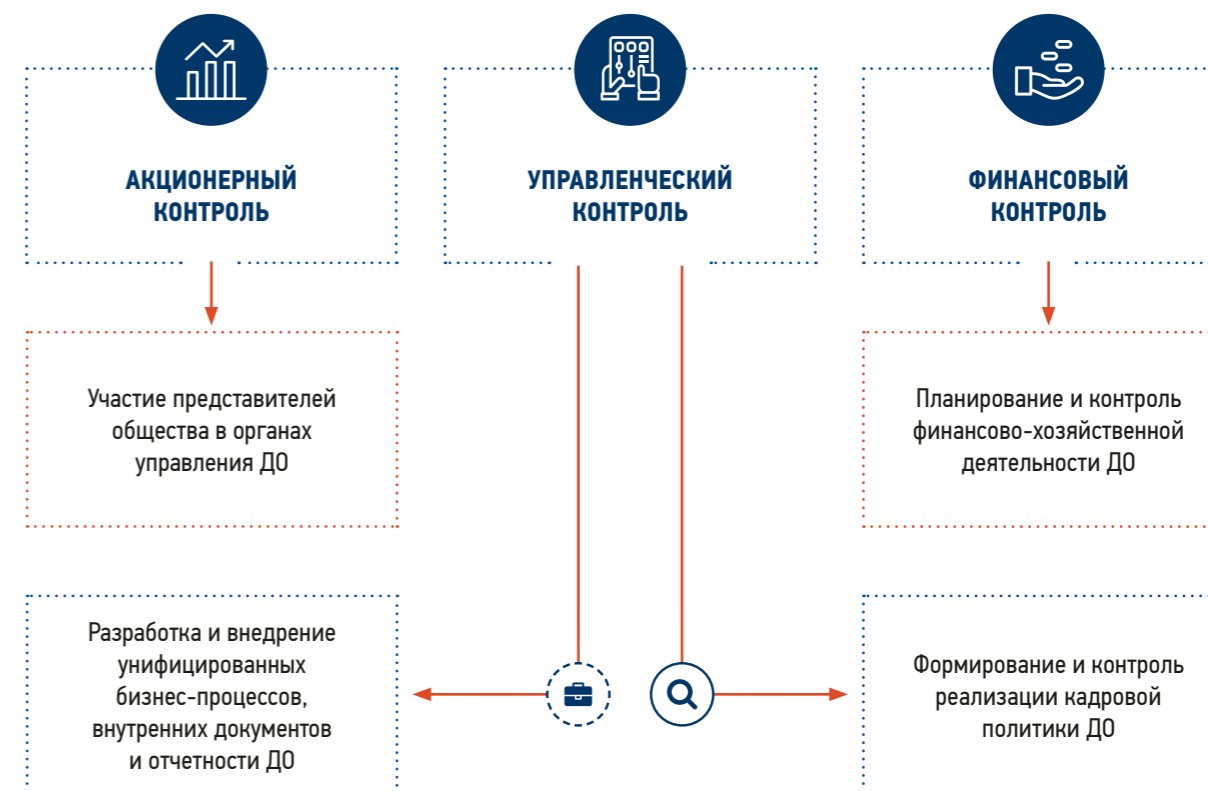 АКЦИОНЕРНЫЙ
КОНТРОЛЬ
УПРАВЛЕНЧЕСКИЙ
КОНТРОЛЬ
ФИНАНСОВЫЙ
КОНТРОЛЬ
Участие представителей
общества в органах
управления ДО
Планирование и контроль
финансово-хозяйственной
деятельности ДО
Разработка и внедрение
унифицированных
бизнес-процессов,
внутренних документов
и отчетности ДО
Формирование и контроль
реализации кадровой
политики ДО